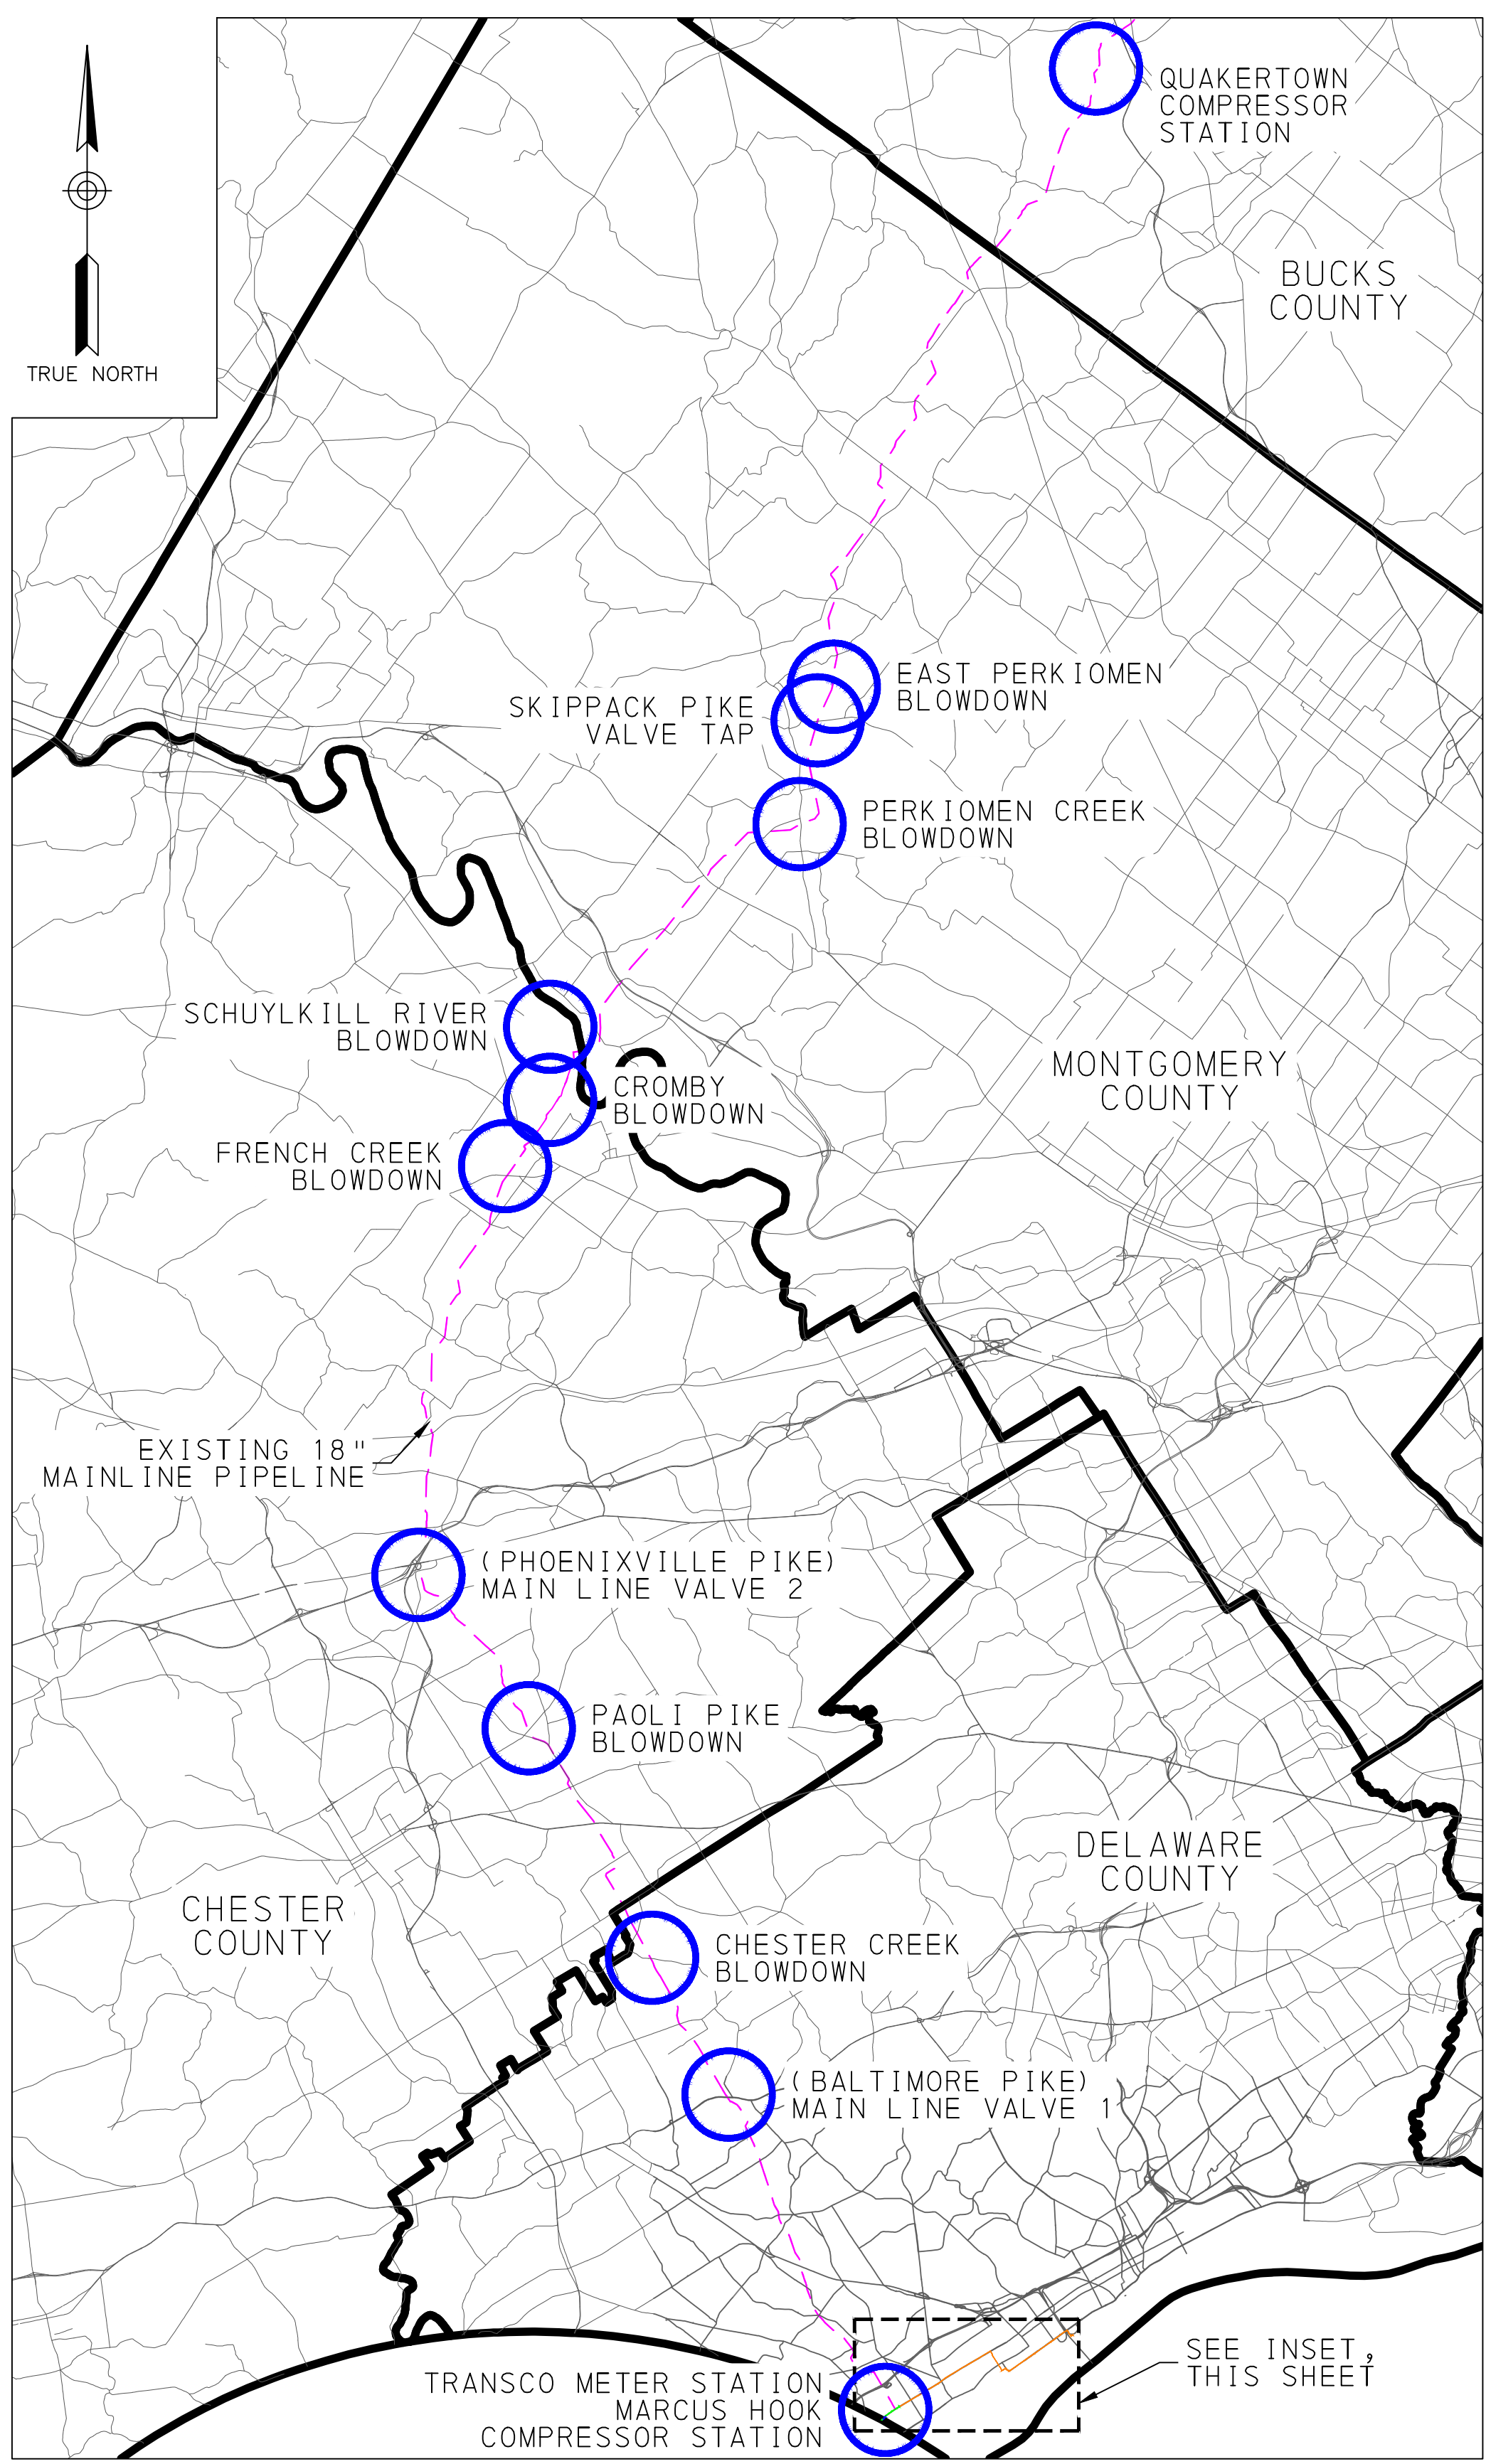 TRUE NORTH
QUAKERTOWN
COMPRESSOR
STATION
BUCKS
COUNTY
EAST PERKIOMEN
BLOWDOWN
SKIPPACK PIKE
VALVE TAP
PERKIOMEN CREEK
BLOWDOWN
SCHUYLKILL RIVER
BLOWDOWN
MONTGOMERY
COUNTY
CROMBY
BLOWDOWN
FRENCH CREEK
BLOWDOWN
EXISTING 18"
MAINLINE PIPELINE
(PHOENIXVILLE PIKE)
MAIN LINE VALVE 2
PAOLI PIKE
BLOWDOWN
DELAWARE
COUNTY
CHESTER
COUNTY
CHESTER CREEK
BLOWDOWN
(BALTIMORE PIKE)
MAIN LINE VALVE 1
SEE INSET,
THIS SHEET
TRANSCO METER STATION
MARCUS HOOK
COMPRESSOR STATION